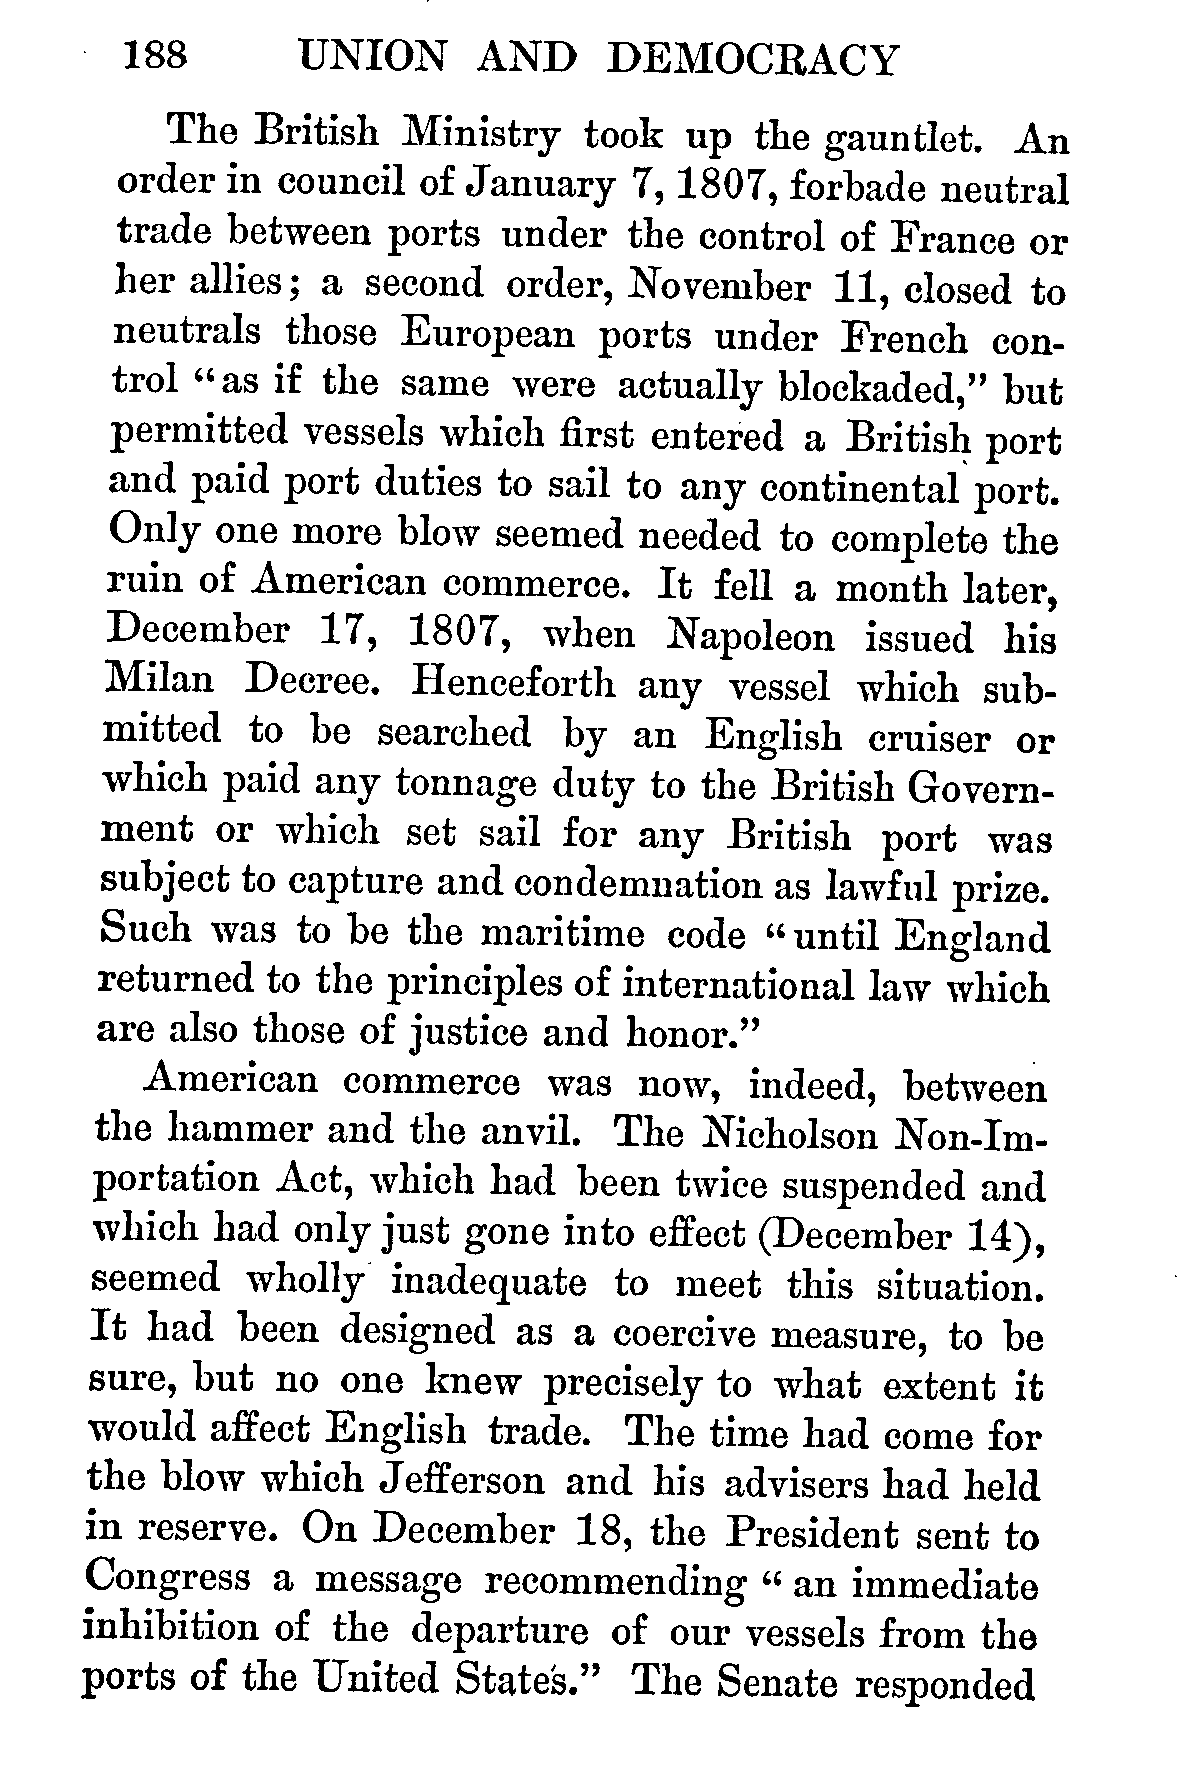 188 UNION AND DEMOCRACY
The British Ministry took up the gauntlet. An
order in council of January 7, 1807, forbade neutral
trade between ports under the control of France or
her allies; a second order, November 11, closed to
neutrals those European ports under French con-
trol "as if the same were actually blockaded," but
permitted vessels which first entered a British port
and paid port duties to sail to any continental port.
Only one more blow seemed needed to complete the
ruin of American commerce. It fell a month later,
December 17, 1807, when Napoleon issued his
Milan Decree. Henceforth any vessel which sub-
mitted to be searched by an English cruiser or
which paid any tonnage duty to the British Govern-
ment or which set sail for any British port was
subject to capture and condemnation as lawful prize.
Such was to be the maritime code "until England
returned to the principles of international law which
are also those of justice and honor."
American commerce was now, indeed, between
the hammer and the anvil. The Nicholson Non-Im-
portation Act, which had been twice suspended and
which had only just gone into effect (December 14),
seemed wholly inadequate to meet this situation.
It had been designed as a coercive measure, to be
sure, but no one knew precisely to what extent it
would affect English trade. The time had come for
the blow which Jefferson and his advisers had held
in reserve. On December 18, the President sent to
Congress a message recommending "an immediate
inhibition of the departure of our vessels from the
ports of the United States." The Senate responded